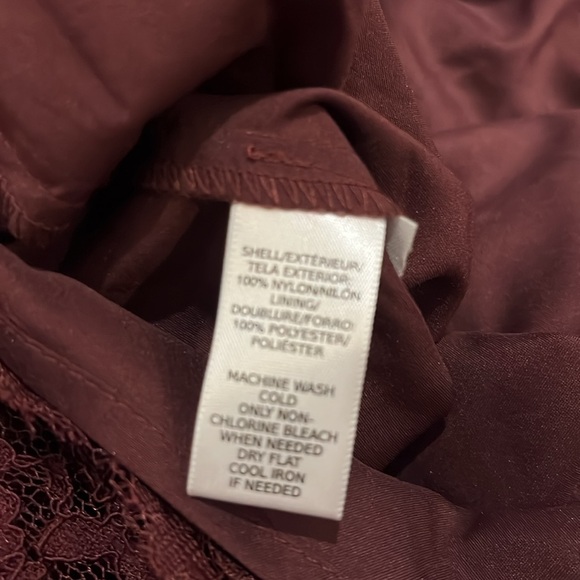 SHELL/EXTÉRIEUR/
TELA EXTERIOR:
100% NYLON/NILÓN
LINING/
DOUBLURE/FORRO:
100% POLYESTER/
POLIÉSTER
MACHINE WASH
COLD
ONLY NON-
CHLORINE BLEACH
WHEN NEEDED
DRY FLAT
COOL IRON
IF NEEDED